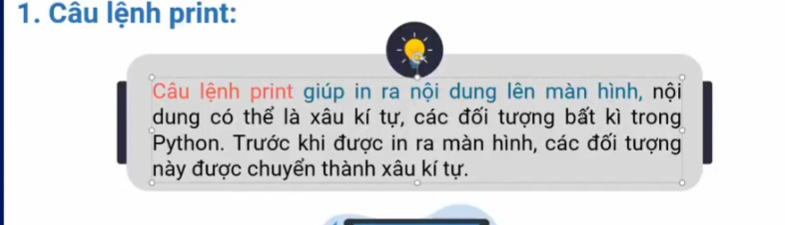 1. Câu lệnh print:
Câu lệnh print giúp in ra nội dung lên màn hình, nội
dung có thể là xâu kí tự, các đối tượng bất kì trong
Python. Trước khi được in ra màn hình, các đối tượng
này được chuyển thành xâu kí tự.